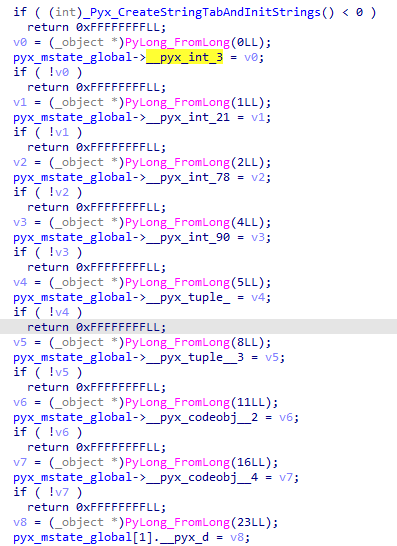 if ( (int)_Pyx_CreateStringTabAndInitStrings() < 0 )
return 0xFFFFFFFFLL;
v0 = (_object *)PyLong_FromLong(0LL);
pyx_mstate_global->__pyx_int_3 = v0;
if ( !v0 )
return 0xFFFFFFFFLL;
v1 = (_object *)PyLong_FromLong(1LL);
pyx_mstate_global->__pyx_int_21 = v1;
if ( !v1 )
return 0xFFFFFFFFLL;
v2 = (_object *)PyLong_FromLong(2LL);
pyx_mstate_global->__pyx_int_78 = v2;
if ( !v2 )
return 0xFFFFFFFFLL;
v3 = (_object *)PyLong_FromLong(4LL);
pyx_mstate_global->__pyx_int_90 = v3;
if ( !v3 )
return 0xFFFFFFFFLL;
v4 = (_object *)PyLong_FromLong(5LL);
pyx_mstate_global->__pyx_tuple_ = v4;
if ( !v4 )
return 0xFFFFFFFFLL;
v5 = (_object *)PyLong_FromLong(8LL);
pyx_mstate_global->__pyx_tuple__3 = v5;
if ( !v5 )
return 0xFFFFFFFFLL;
v6 = (_object *)PyLong_FromLong(11LL);
pyx_mstate_global->__pyx_codeobj__2 = v6;
if ( !v6 )
return 0xFFFFFFFFLL;
v7 = (_object *)PyLong_FromLong(16LL);
pyx_mstate_global->__pyx_codeobj__4 = v7;
if ( !v7 )
return 0xFFFFFFFFLL;
v8 = (_object *)PyLong_FromLong(23LL);
pyx_mstate_global[1].__pyx_d = v8;